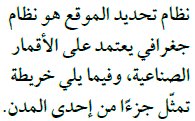 نظام تحديد الموقع هو نظام
جغرافي يعتمد على الأقمار
الصناعية، وفيما يلي خريطة
تمثّل جزءًا من إحدى المدن.